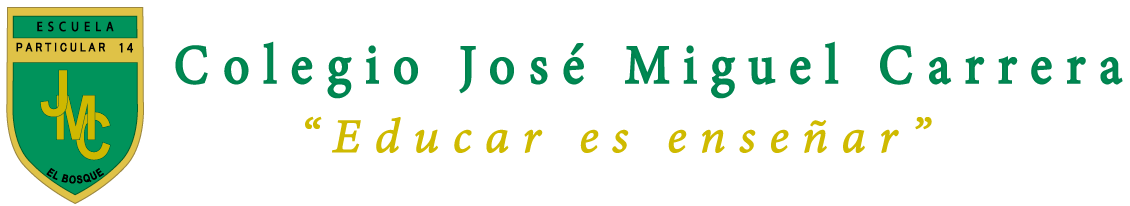 ESCUELA
PARTICULAR 14
JMC
EL BOSQUE
Colegio José Miguel Carrera
“Educar es enseñar”